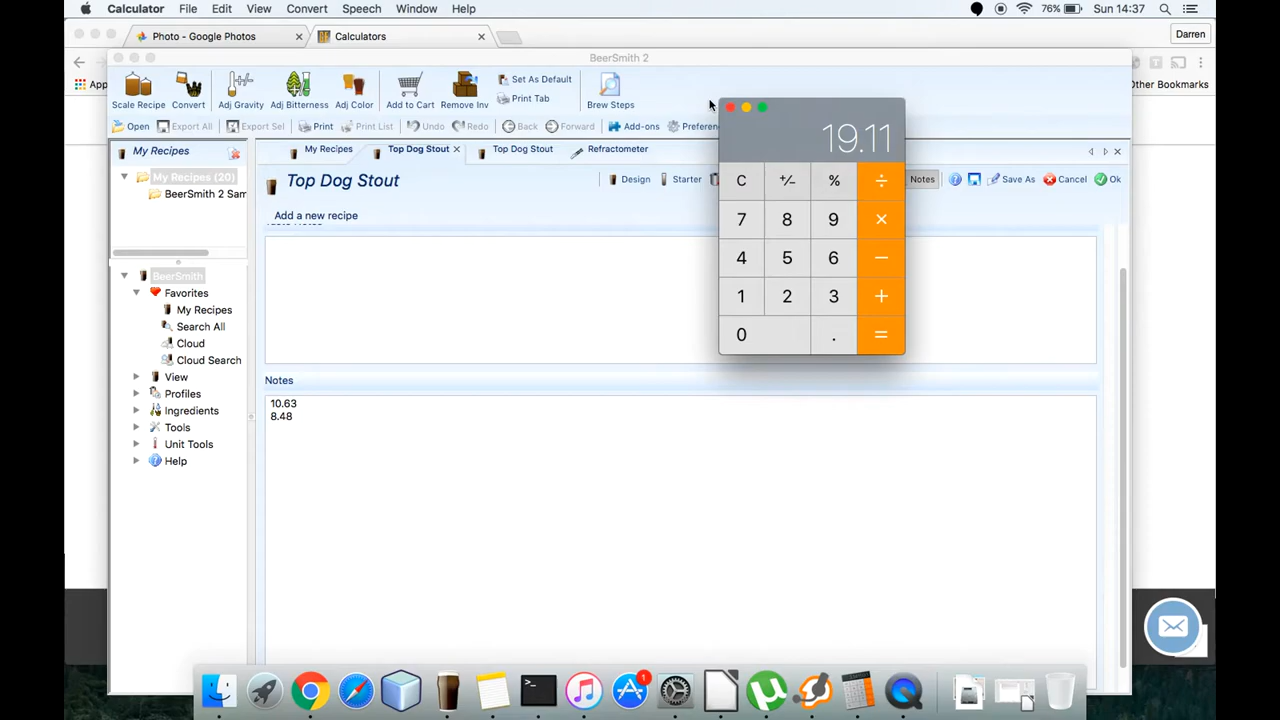 Calculator File Edit View Convert Speech Window Help 76% Sun 14:37
Photo - Google Photos Calculators Darren
BeerSmith 2
App Other Bookmarks
Scale Recipe Convert Adj Gravity Adj Bitterness Adj Color Add to Cart Remove Inv Set As Default Print Tab Brew Steps
Open Export All Export Sel Print Print List Undo Redo Back Forward Add-ons Preferen
My Recipes
My Recipes Top Dog Stout Top Dog Stout Refractometer
My Recipes (20)
BeerSmith 2 Sam
Top Dog Stout Design Starter Notes Save As Cancel Ok
Add a new recipe
BeerSmith
Favorites
My Recipes
Search All
Cloud
Cloud Search
View
Profiles
Ingredients
Tools
Unit Tools
Help
Notes
10.63
8.48
19.11
C +/− % ÷
7 8 9 ×
4 5 6 −
1 2 3 +
0 . =
1